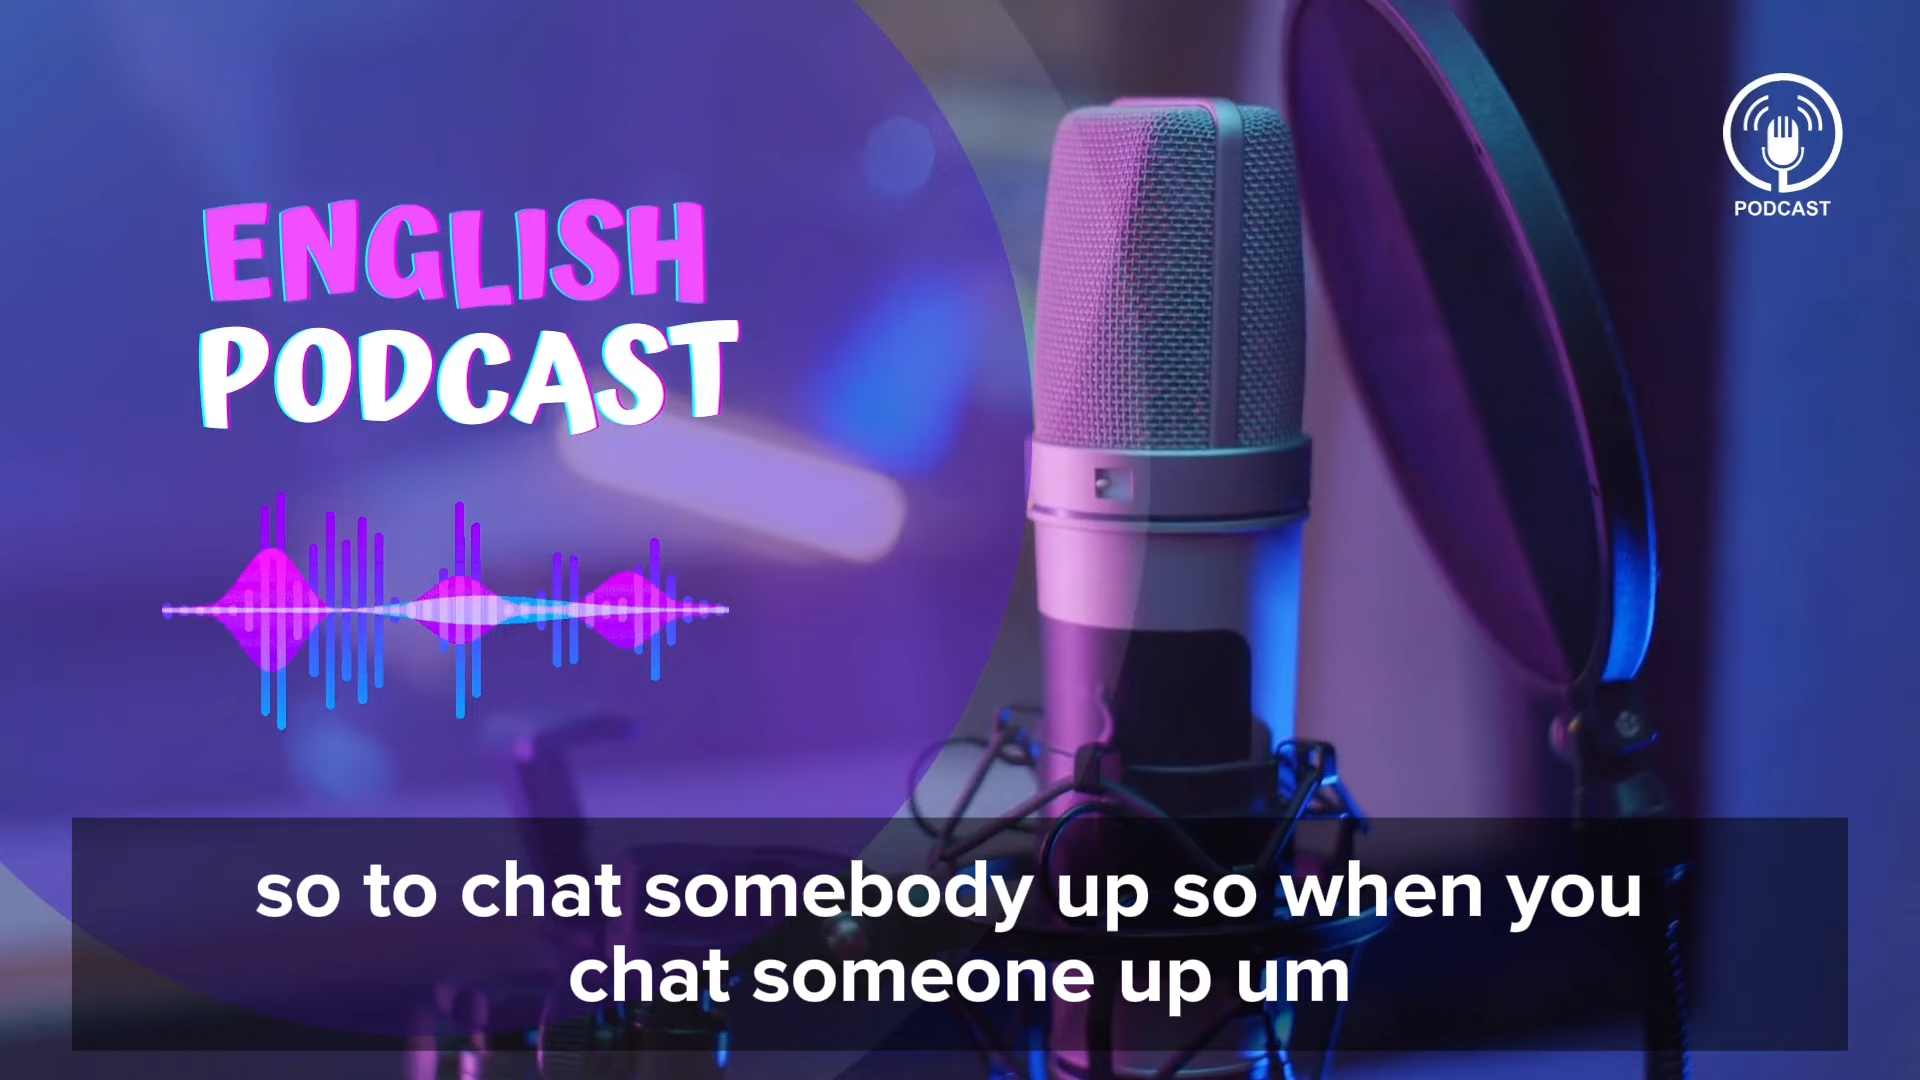 ENGLISH
PODCAST
PODCAST
so to chat somebody up so when you
chat someone up um